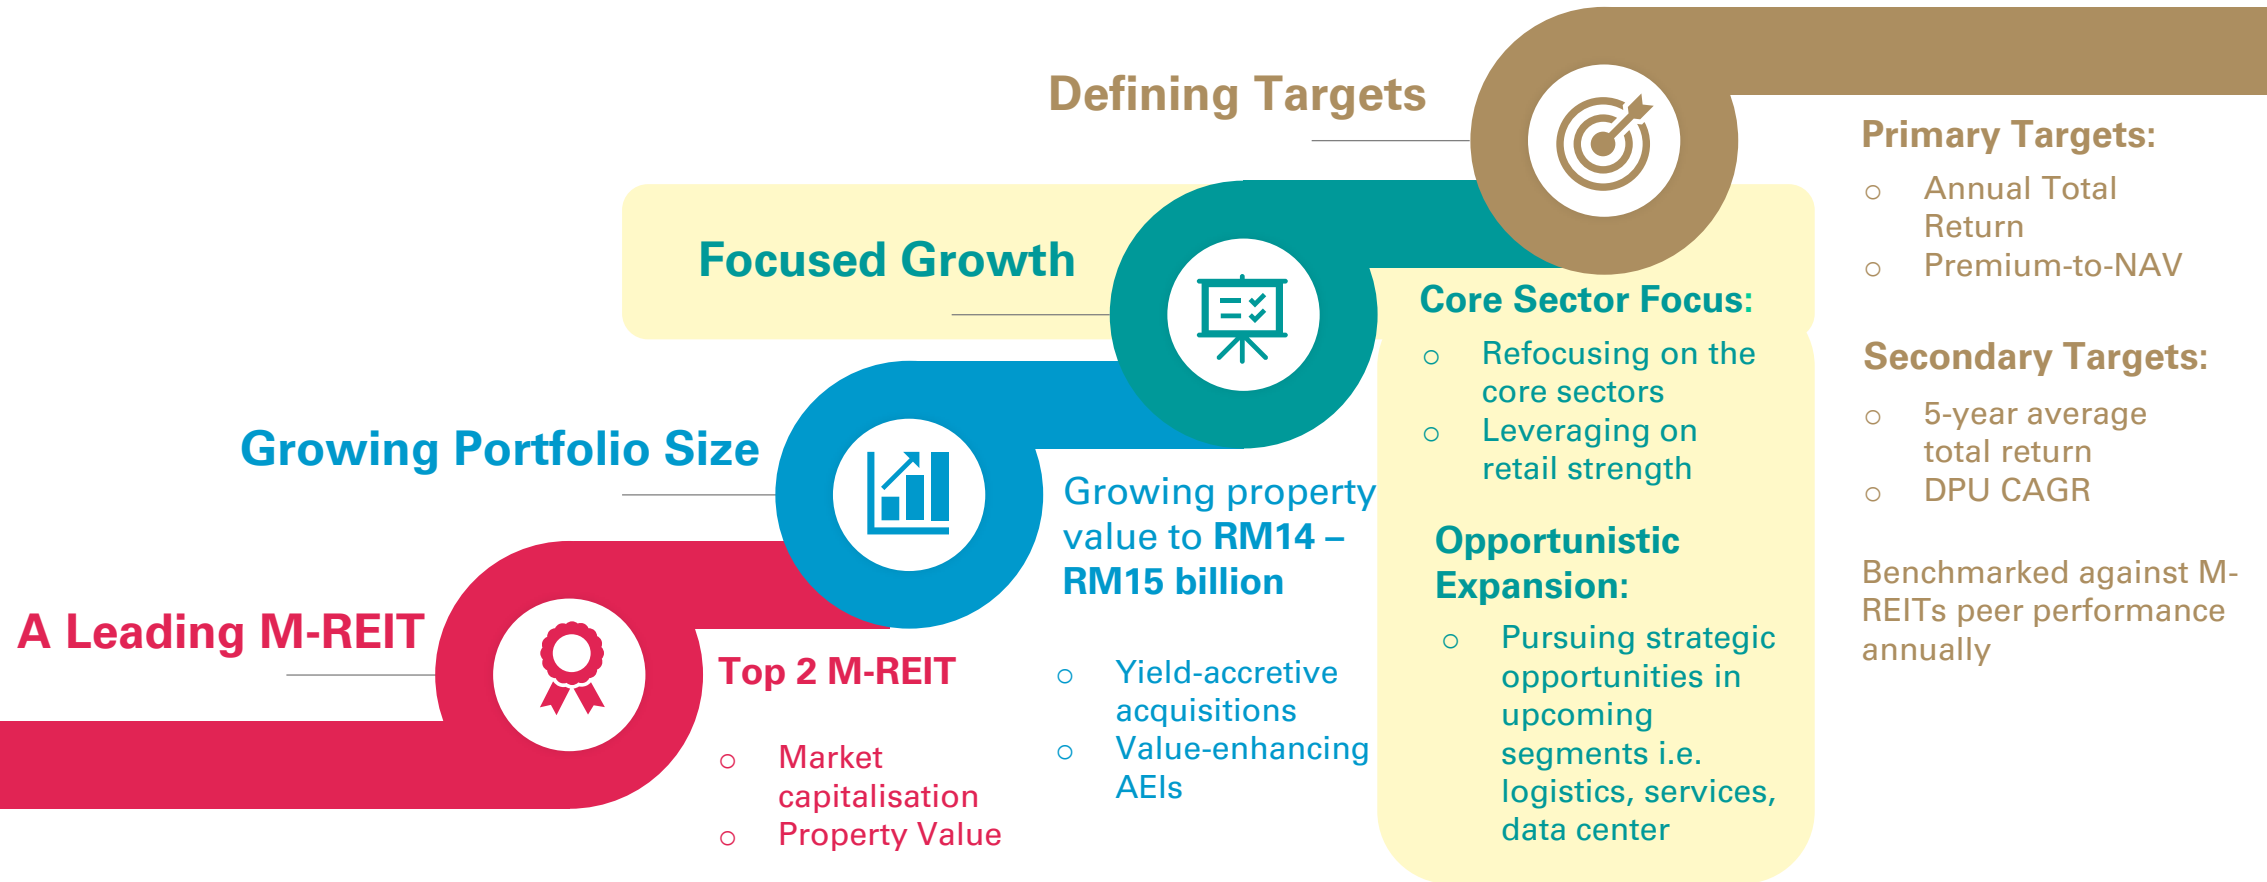 A Leading M-REIT
Top 2 M-REIT
○ Market
capitalisation
○ Property Value
Growing Portfolio Size
Growing property
value to RM14 –
RM15 billion
○ Yield-accretive
acquisitions
○ Value-enhancing
AEIs
Focused Growth
Core Sector Focus:
○ Refocusing on the
core sectors
○ Leveraging on
retail strength
Opportunistic
Expansion:
○ Pursuing strategic
opportunities in
upcoming
segments i.e.
logistics, services,
data center
Defining Targets
Primary Targets:
○ Annual Total
Return
○ Premium-to-NAV
Secondary Targets:
○ 5-year average
total return
○ DPU CAGR
Benchmarked against M-
REITs peer performance
annually